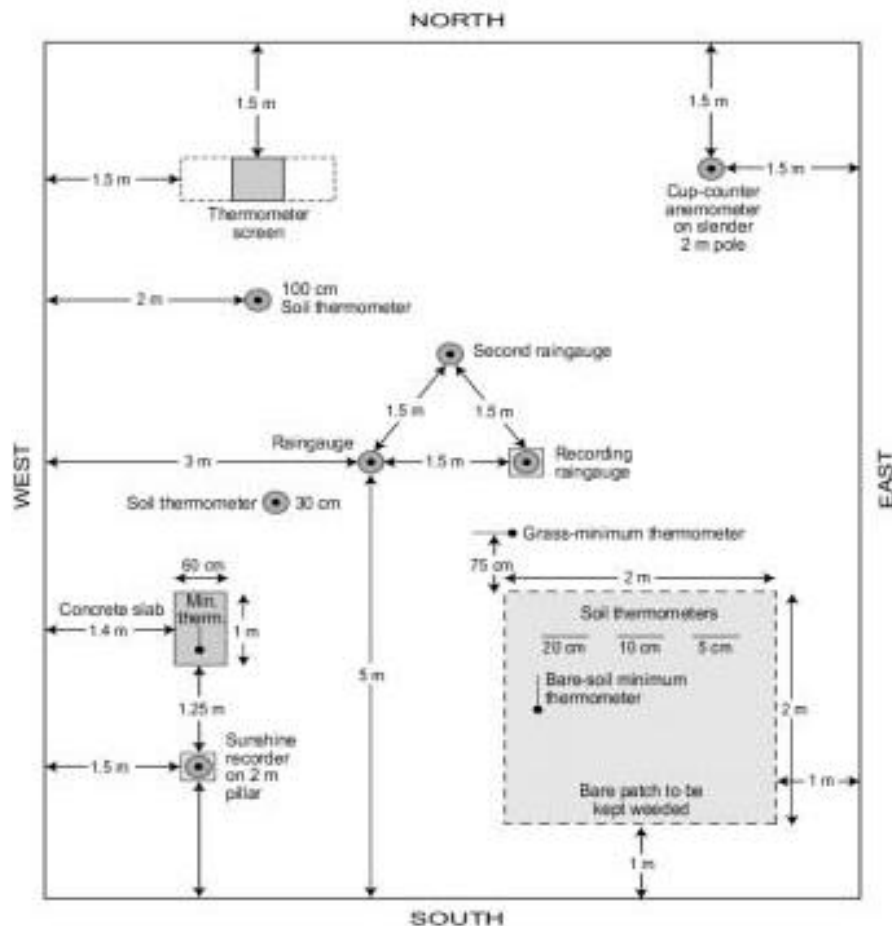 NORTH
1.5 m
1.5 m
1.5 m
Thermometer
screen
1.5 m
Cup-counter
anemometer
on slender
2 m pole
2 m
100 cm
Soil thermometer
Second raingauge
1.5 m
1.5 m
WEST
EAST
3 m
Raingauge
1.5 m
Recording
raingauge
Soil thermometer
30 cm
Grass-minimum thermometer
75 cm
60 cm
2 m
Concrete slab
Min.
therm.
1 m
1.4 m
Soil thermometers
20 cm
10 cm
5 cm
Bare-soil minimum
thermometer
5 m
1.25 m
2 m
Sunshine
recorder
on 2 m
pillar
1.5 m
1 m
Bare patch to be
kept weeded
1 m
SOUTH